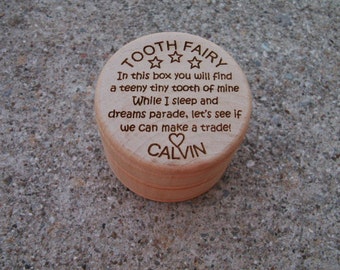 TOOTH FAIRY
In this box you will find
a teeny tiny tooth of mine
While I sleep and
dreams parade, let's see if
we can make a trade!
CALVIN